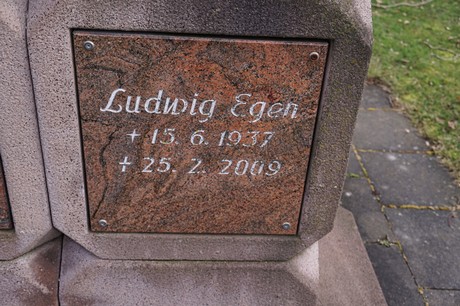 Ludwig Egen
+ 15. 6. 1937
✝ 25. 2. 2009